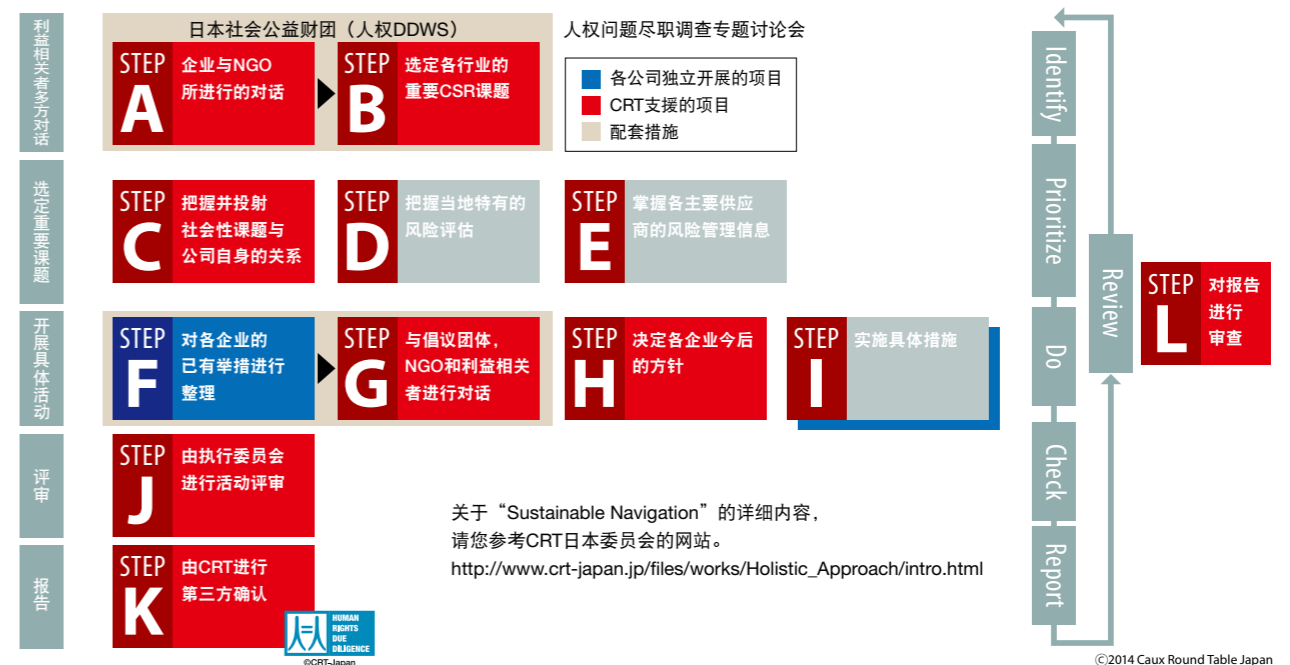 利益相关者多方对话
日本社会公益财团（人权DDWS）
人权问题尽职调查专题讨论会
STEP
A
企业与NGO
所进行的对话
STEP
B
选定各行业的
重要CSR课题
各公司独立开展的项目
CRT支援的项目
配套措施
选定重要课题
STEP
C
把握并投射
社会性课题与
公司自身的关系
STEP
D
把握当地特有的
风险评估
STEP
E
掌握各主要供应
商的风险管理信息
开展具体活动
STEP
F
对各企业的
已有举措进行
整理
STEP
G
与倡议团体，
NGO和利益相关
者进行对话
STEP
H
决定各企业今后
的方针
STEP
I
实施具体措施
评审
STEP
J
由执行委员会
进行活动评审
报告
STEP
K
由CRT进行
第三方确认
HUMAN
RIGHTS
DUE
DILIGENCE
©CRT-Japan
关于“Sustainable Navigation”的详细内容，
请您参考CRT日本委员会的网站。
http://www.crt-japan.jp/files/works/Holistic_Approach/intro.html
Identify
Prioritize
Do
Check
Report
Review
STEP
L
对报告
进行
审查
©2014 Caux Round Table Japan